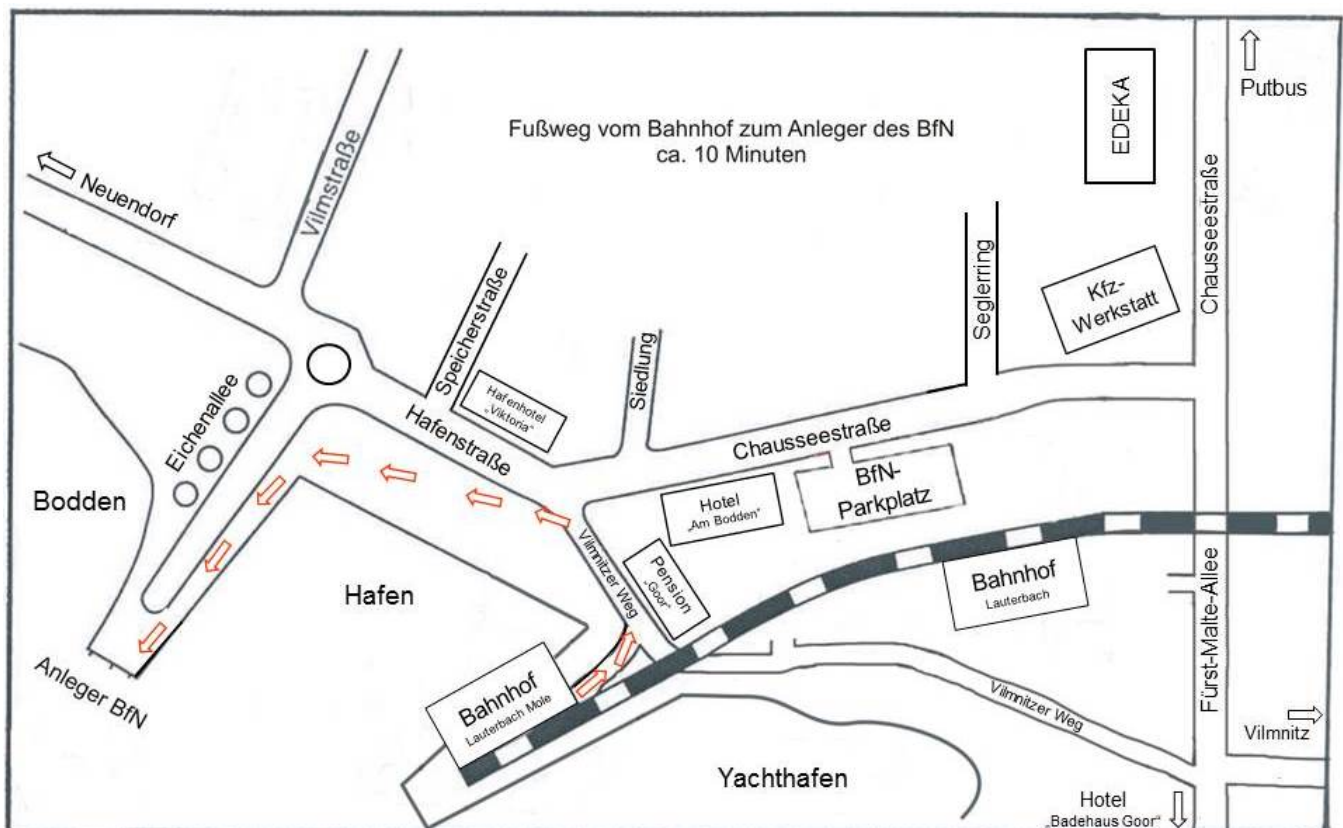 Putbus
EDEKA
Fußweg vom Bahnhof zum Anleger des BfN
ca. 10 Minuten
Neuendorf
Vilmstraße
Chausseestraße
Speicherstraße
Seglerring
Kfz-
Werkstatt
Siedlung
Eichenallee
Hafenhotel
„Viktoria“
Hafenstraße
Chausseestraße
BfN-
Parkplatz
Bodden
Hotel
„Am Bodden“
Vilmnitzer Weg
Pension
„Goor“
Hafen
Bahnhof
Lauterbach
Fürst-Malte-Allee
Anleger BfN
Bahnhof
Lauterbach Mole
Vilmnitzer Weg
Vilmnitz
Yachthafen
Hotel
„Badehaus Goor“